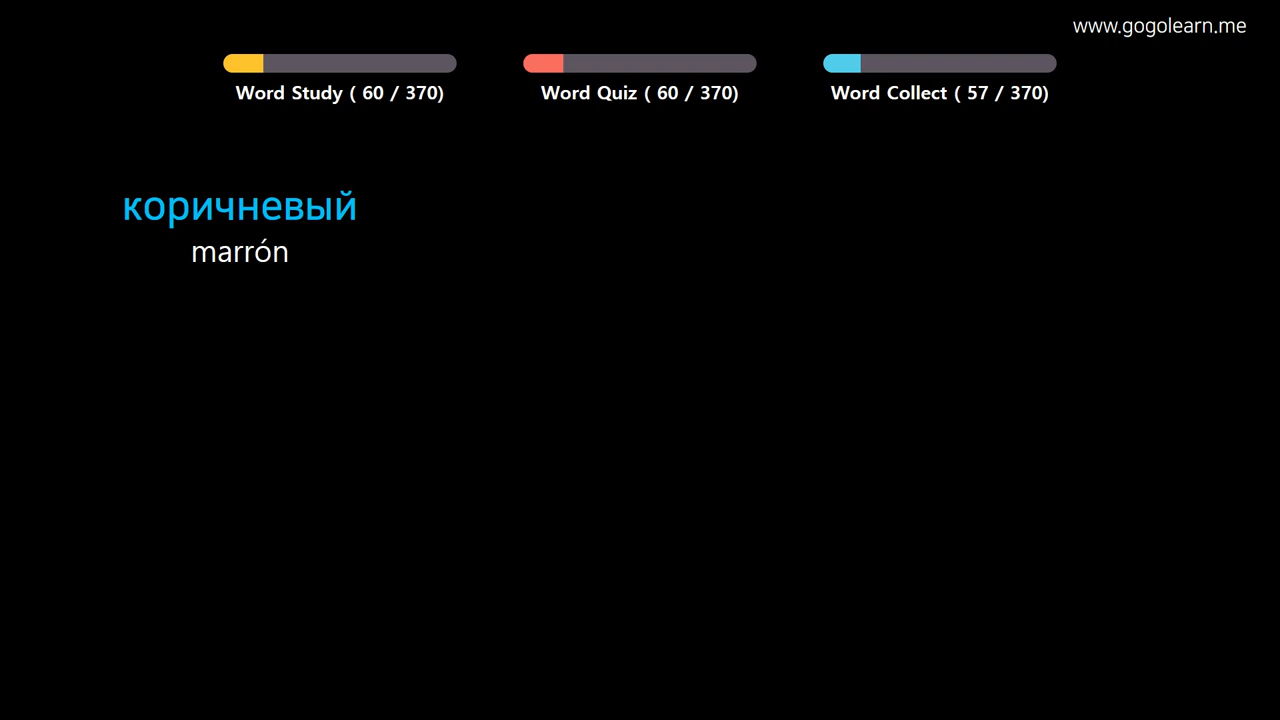 www.gogolearn.me
Word Study ( 60 / 370)
Word Quiz ( 60 / 370)
Word Collect ( 57 / 370)
коричневый
marrón